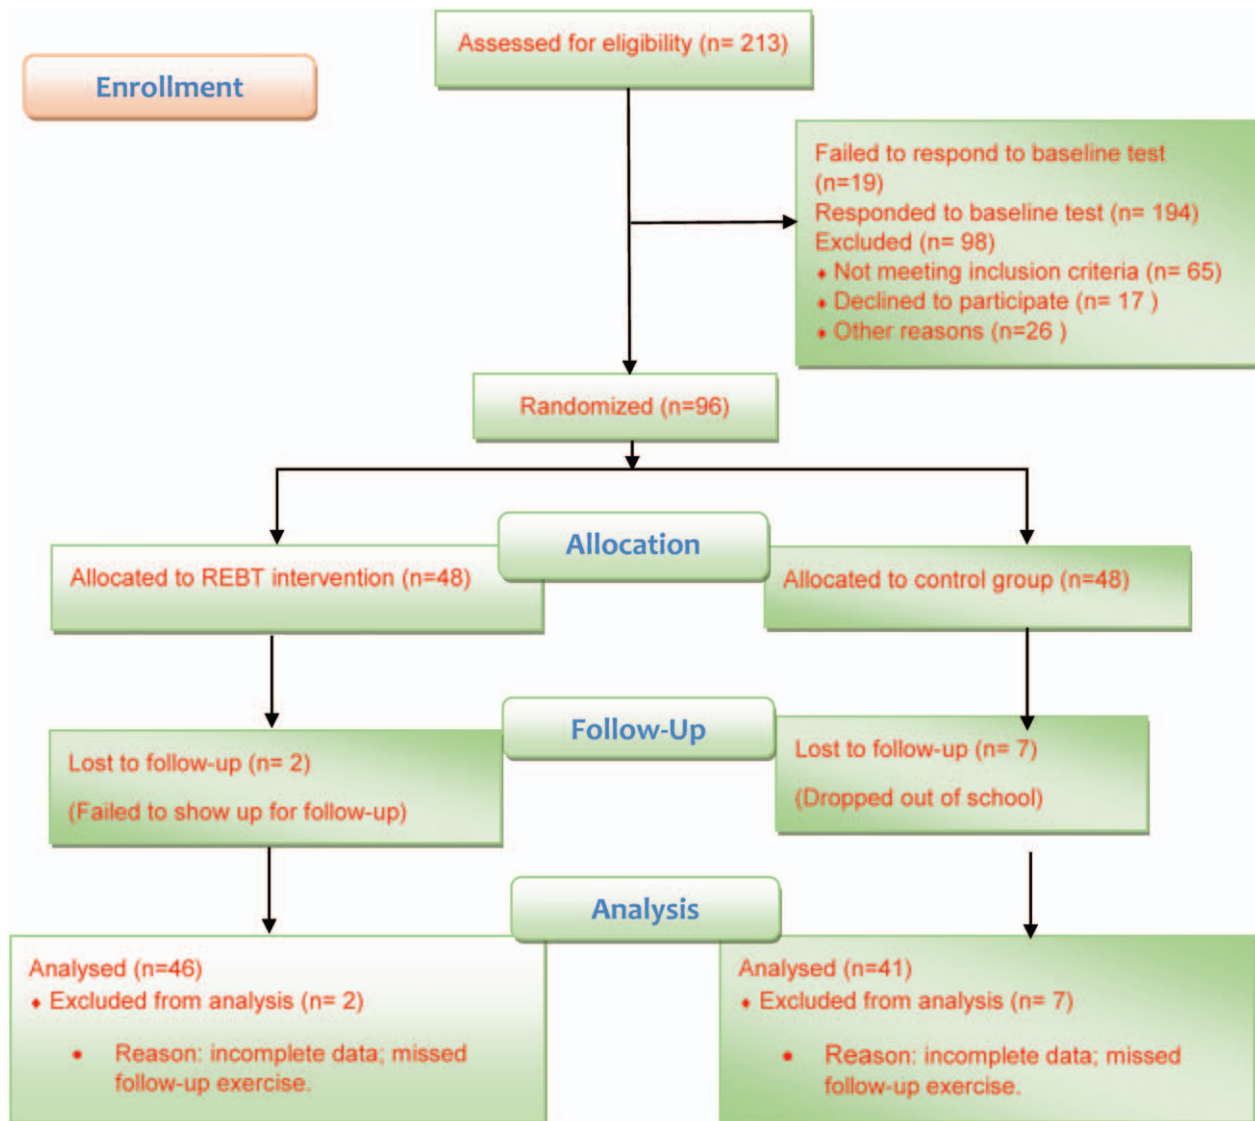 Assessed for eligibility (n= 213)
Enrollment
Failed to respond to baseline test
(n=19)
Responded to baseline test (n= 194)
Excluded (n= 98)
♦ Not meeting inclusion criteria (n= 65)
♦ Declined to participate (n= 17 )
♦ Other reasons (n=26 )
Randomized (n=96)
Allocation
Allocated to REBT intervention (n=48)
Allocated to control group (n=48)
Follow-Up
Lost to follow-up (n= 2)
(Failed to show up for follow-up)
Lost to follow-up (n= 7)
(Dropped out of school)
Analysis
Analysed (n=46)
♦ Excluded from analysis (n= 2)
• Reason: incomplete data; missed
follow-up exercise.
Analysed (n=41)
♦ Excluded from analysis (n= 7)
• Reason: incomplete data; missed
follow-up exercise.